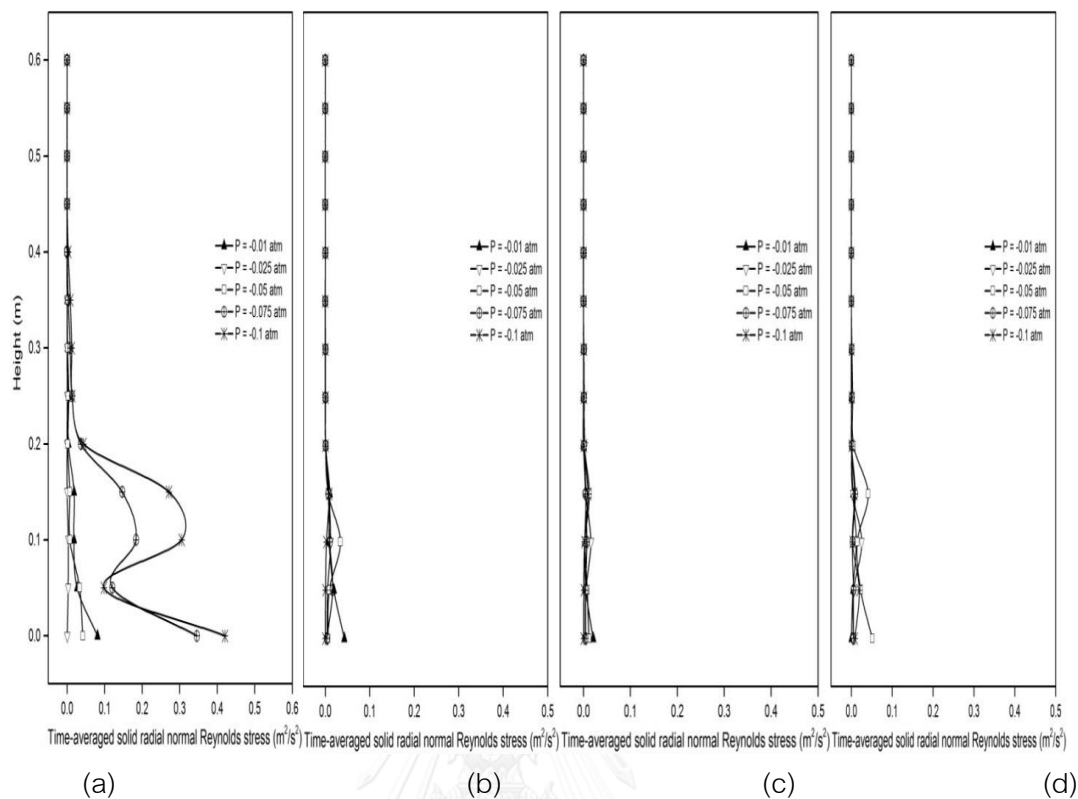 0.6
0.5
0.4
0.3
0.2
0.1
0.0
Height (m)
P = -0.01 atm
P = -0.025 atm
P = -0.05 atm
P = -0.075 atm
P = -0.1 atm
0.0 0.1 0.2 0.3 0.4 0.5 0.6
Time-averaged solid radial normal Reynolds stress (m²/s²)
(a)
P = -0.01 atm
P = -0.025 atm
P = -0.05 atm
P = -0.075 atm
P = -0.1 atm
0.0 0.1 0.2 0.3 0.4 0.5
Time-averaged solid radial normal Reynolds stress (m²/s²)
(b)
P = -0.01 atm
P = -0.025 atm
P = -0.05 atm
P = -0.075 atm
P = -0.1 atm
0.0 0.1 0.2 0.3 0.4 0.5
Time-averaged solid radial normal Reynolds stress (m²/s²)
(c)
P = -0.01 atm
P = -0.025 atm
P = -0.05 atm
P = -0.075 atm
P = -0.1 atm
0.0 0.1 0.2 0.3 0.4 0.5
Time-averaged solid radial normal Reynolds stress (m²/s²)
(d)